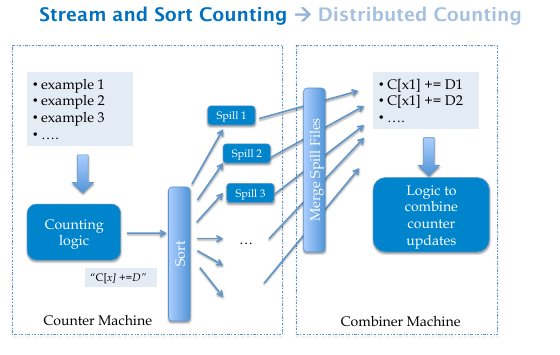 Stream and Sort Counting → Distributed Counting
• example 1
• example 2
• example 3
• ….
Counting
logic
"C[x] +=D"
Sort
Spill 1
Spill 2
Spill 3
…
Counter Machine
Merge Spill Files
• C[x1] += D1
• C[x1] += D2
• ….
Logic to
combine
counter
updates
Combiner Machine